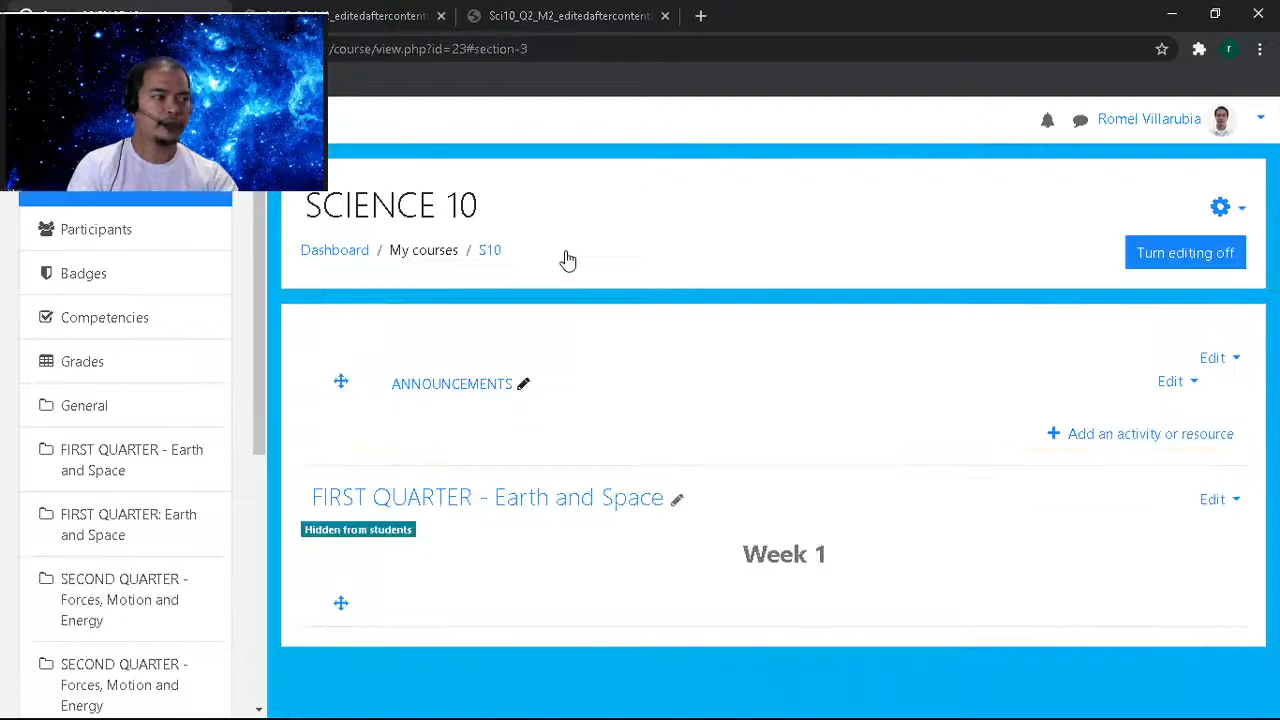 _editedaftercontent
Sci10_Q2_M2_editedaftercontent
/course/view.php?id=23#section-3
r
Romel Villarubia
SCIENCE 10
Dashboard / My courses / S10
Turn editing off
Participants
Badges
Competencies
Grades
General
FIRST QUARTER - Earth
and Space
FIRST QUARTER: Earth
and Space
SECOND QUARTER -
Forces, Motion and
Energy
SECOND QUARTER -
Forces, Motion and
Energy
Edit
ANNOUNCEMENTS
Edit
Add an activity or resource
FIRST QUARTER - Earth and Space
Edit
Hidden from students
Week 1